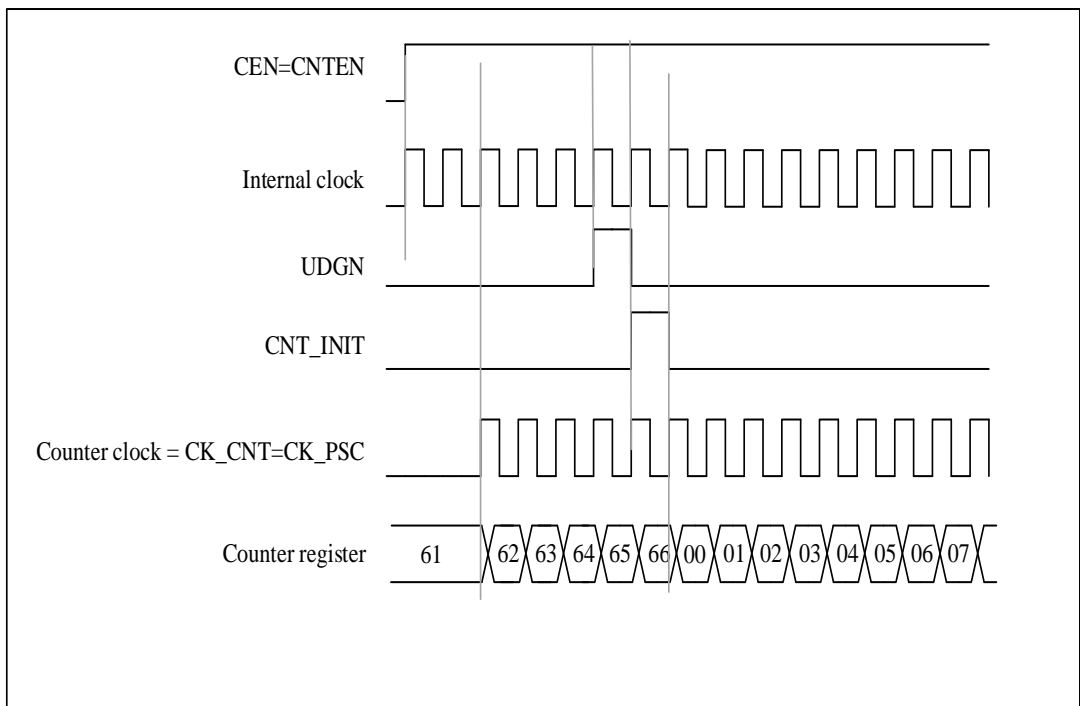 CEN=CNTEN
Internal clock
UDGN
CNT_INIT
Counter clock = CK_CNT=CK_PSC
Counter register 61 62 63 64 65 66 00 01 02 03 04 05 06 07